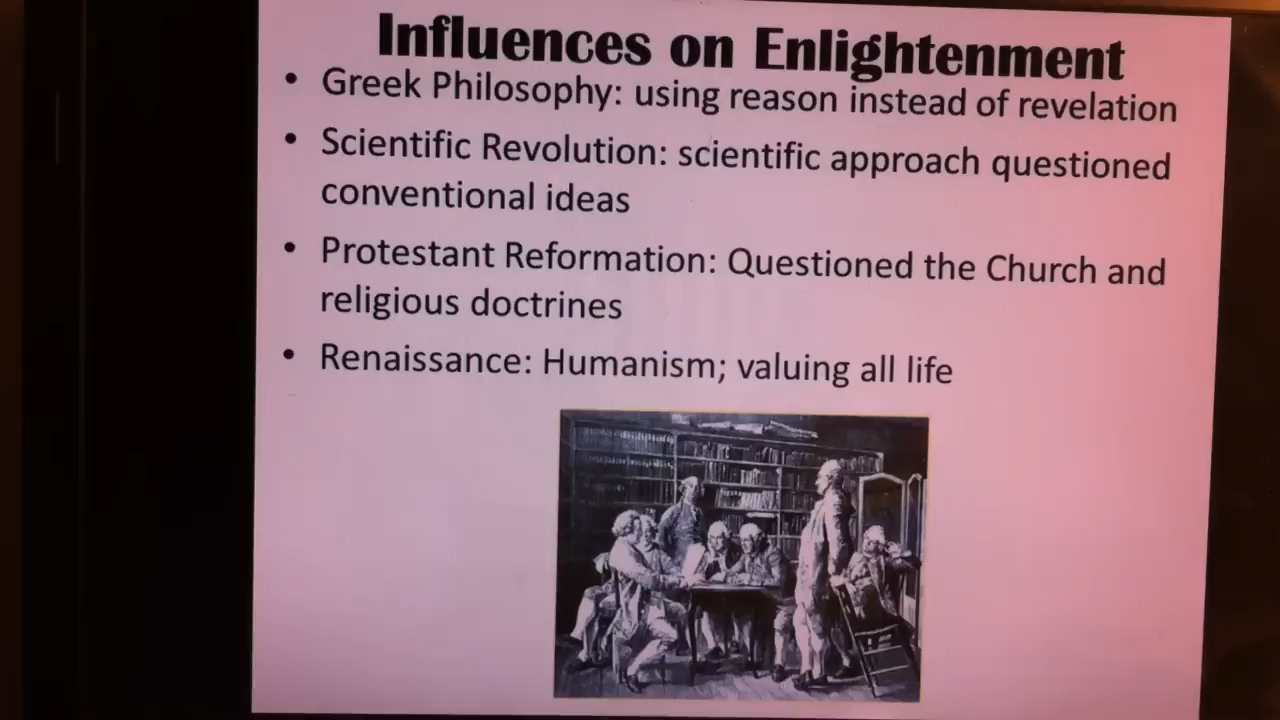 Influences on Enlightenment
• Greek Philosophy: using reason instead of revelation
• Scientific Revolution: scientific approach questioned
conventional ideas
• Protestant Reformation: Questioned the Church and
religious doctrines
• Renaissance: Humanism; valuing all life